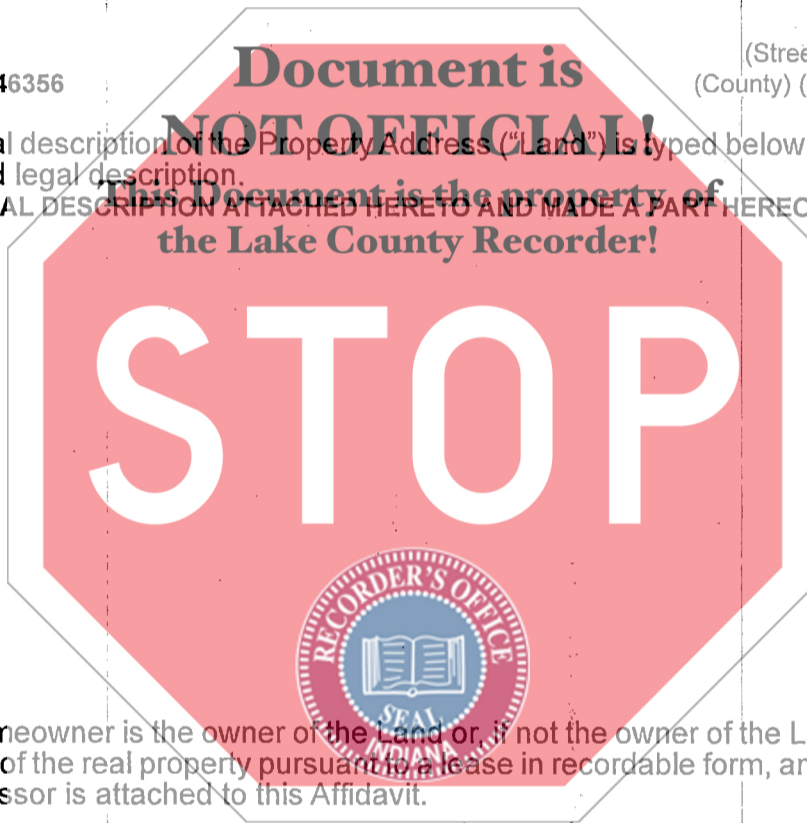 (Stree
46356
(County) (
Document is
NOT OFFICIAL!
l description of the Property Address (“Land”) is typed below
legal description.
This Document is the property of
AL DESCRIPTION ATTACHED HERETO AND MADE A PART HEREO
the Lake County Recorder!
STOP
RECORDER'S OFFICE
SEAL
INDIANA
meowner is the owner of the Land or, if not the owner of the L
of the real property pursuant to a lease in recordable form, an
ssor is attached to this Affidavit.